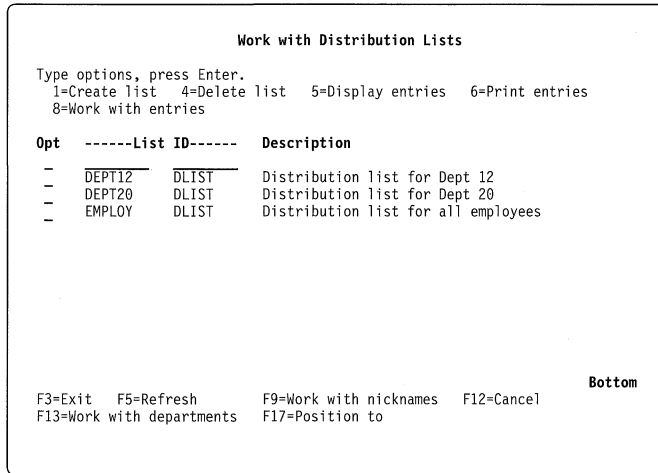 Work with Distribution Lists
Type options, press Enter.
1=Create list 4=Delete list 5=Display entries 6=Print entries
8=Work with entries
Opt ------List ID------ Description
_ ________ ________
_ DEPT12 DLIST Distribution list for Dept 12
_ DEPT20 DLIST Distribution list for Dept 20
_ EMPLOY DLIST Distribution list for all employees
Bottom
F3=Exit F5=Refresh F9=Work with nicknames F12=Cancel
F13=Work with departments F17=Position to